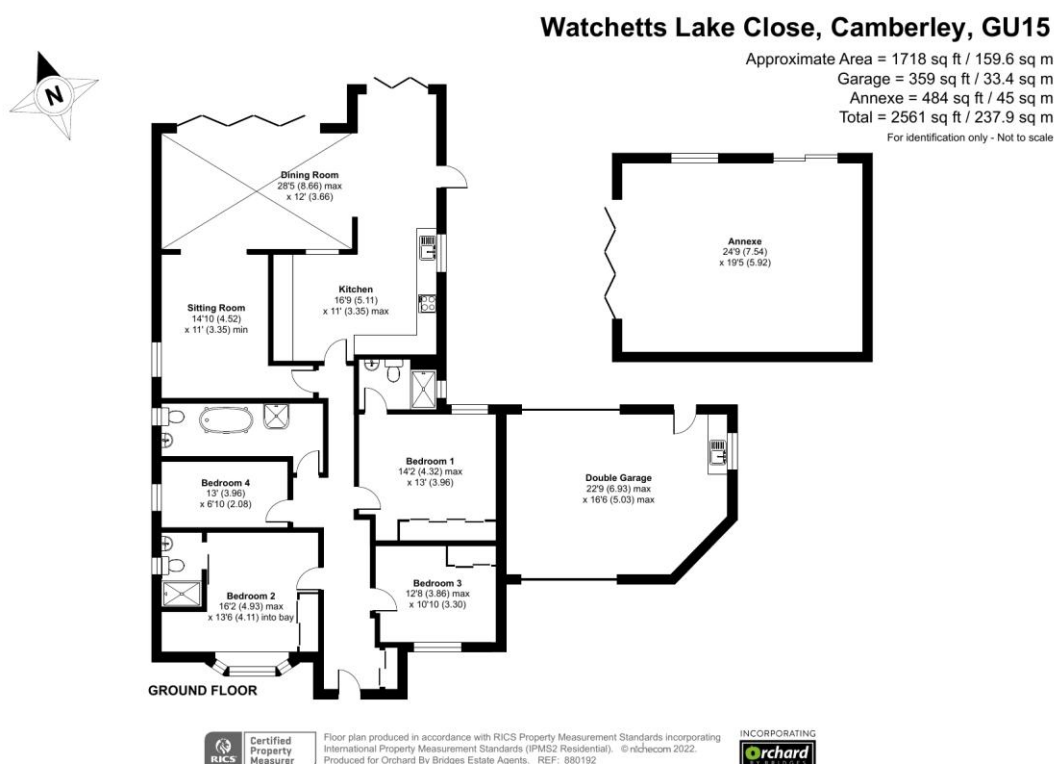 Watchetts Lake Close, Camberley, GU15
Approximate Area = 1718 sq ft / 159.6 sq m
Garage = 359 sq ft / 33.4 sq m
Annexe = 484 sq ft / 45 sq m
Total = 2561 sq ft / 237.9 sq m
For identification only - Not to scale
N
Dining Room
28'5 (8.66) max
x 12' (3.66)
Annexe
24'9 (7.54)
x 19'5 (5.92)
Kitchen
16'9 (5.11)
x 11' (3.35) max
Sitting Room
14'10 (4.52)
x 11' (3.35) min
Bedroom 1
14'2 (4.32) max
x 13' (3.96)
Double Garage
22'9 (6.93) max
x 16'6 (5.03) max
Bedroom 4
13' (3.96)
x 6'10 (2.08)
Bedroom 3
12'8 (3.86) max
x 10'10 (3.30)
Bedroom 2
16'2 (4.93) max
x 13'6 (4.11) into bay
GROUND FLOOR
RICS
Certified
Property
Measurer
Floor plan produced in accordance with RICS Property Measurement Standards incorporating
International Property Measurement Standards (IPMS2 Residential). © nichecom 2022.
Produced for Orchard By Bridges Estate Agents. REF: 880192
INCORPORATING
Orchard
BY BRIDGES